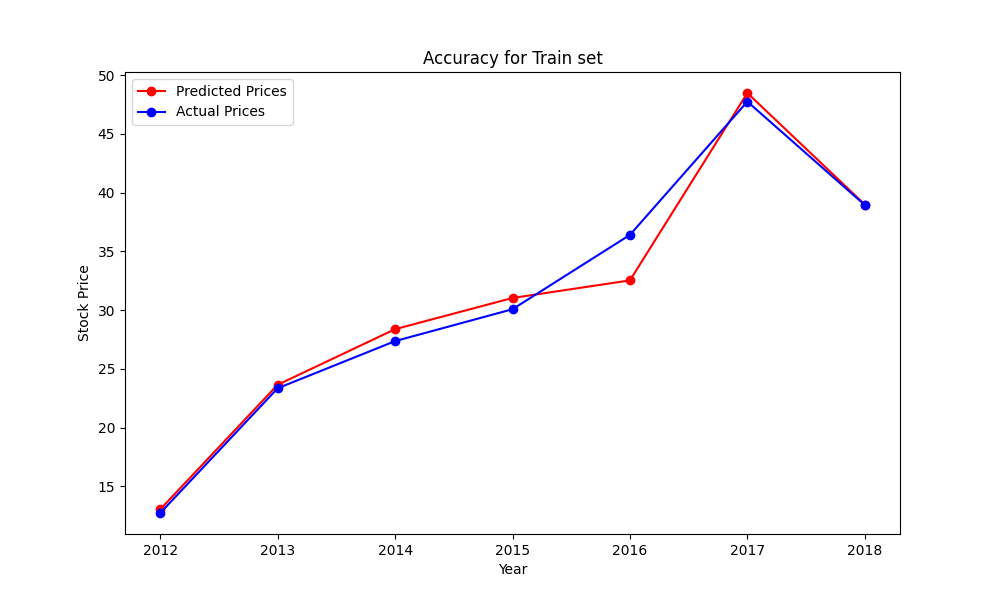 Accuracy for Train set
Predicted Prices
Actual Prices
50
45
40
35
30
25
20
15
Stock Price
2012 2013 2014 2015 2016 2017 2018
Year